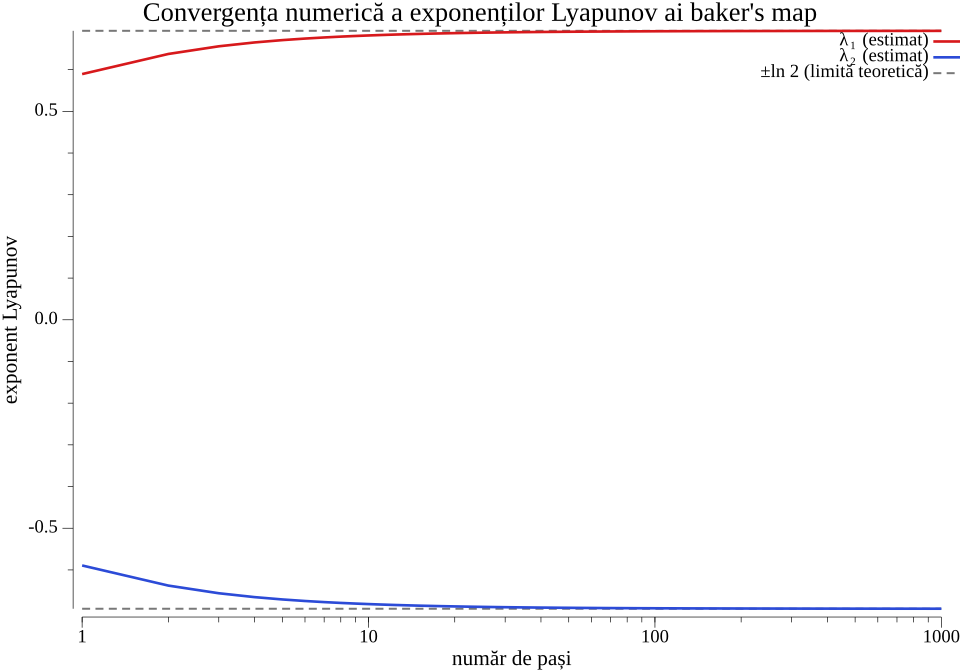 Convergența numerică a exponenților Lyapunov ai baker's map
λ₁ (estimat)
λ₂ (estimat)
±ln 2 (limită teoretică)
exponent Lyapunov
0.5
0.0
-0.5
1 10 100 1000
număr de pași